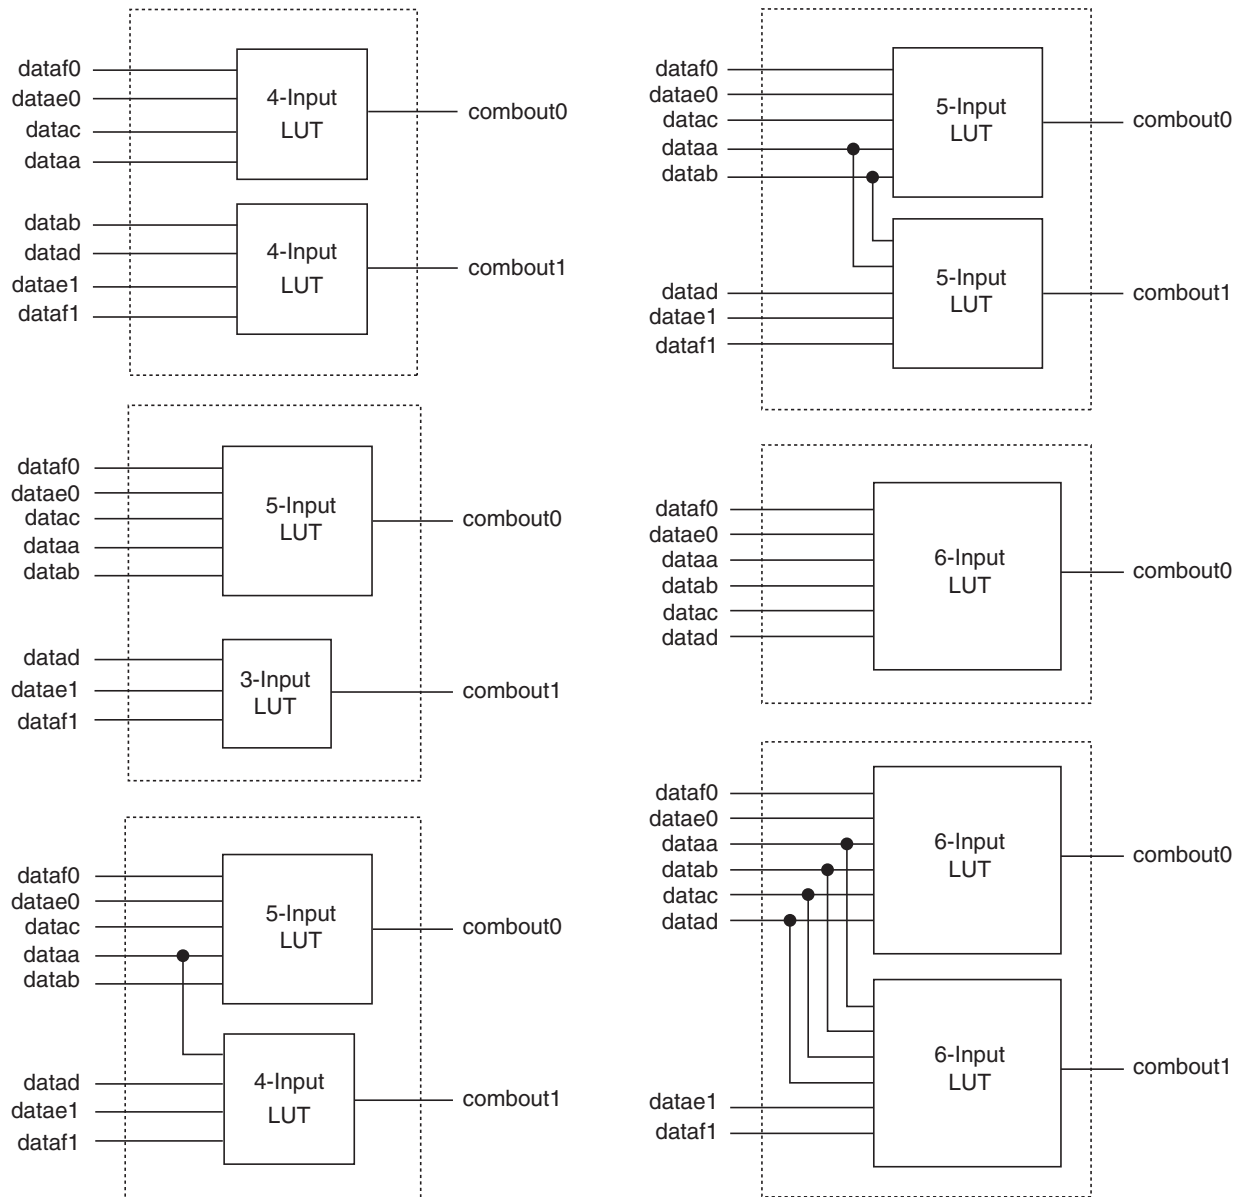 dataf0
datae0
datac
dataa
4-Input
LUT
combout0
datab
datad
datae1
dataf1
4-Input
LUT
combout1
dataf0
datae0
datac
dataa
datab
5-Input
LUT
combout0
datad
datae1
dataf1
3-Input
LUT
combout1
dataf0
datae0
datac
dataa
datab
5-Input
LUT
combout0
datad
datae1
dataf1
4-Input
LUT
combout1
dataf0
datae0
datac
dataa
datab
5-Input
LUT
combout0
datad
datae1
dataf1
5-Input
LUT
combout1
dataf0
datae0
dataa
datab
datac
datad
6-Input
LUT
combout0
dataf0
datae0
dataa
datab
datac
datad
6-Input
LUT
combout0
datae1
dataf1
6-Input
LUT
combout1